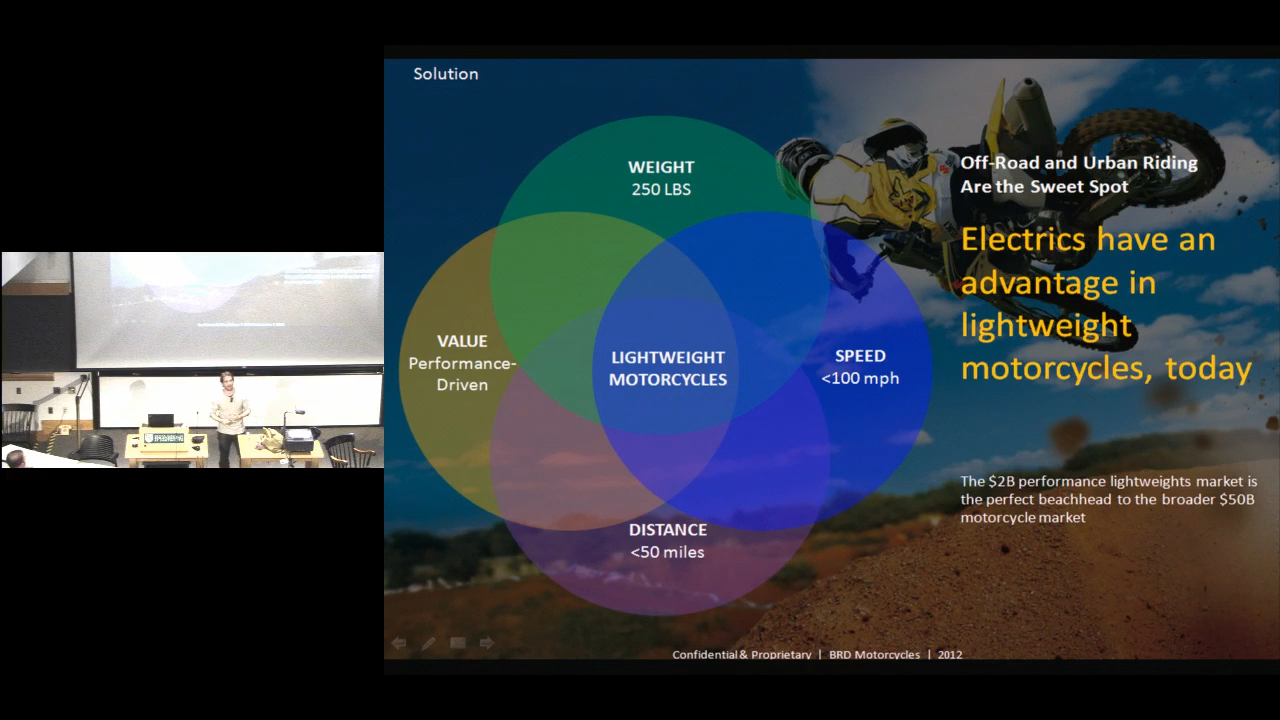 Solution
WEIGHT
250 LBS
VALUE
Performance-
Driven
LIGHTWEIGHT
MOTORCYCLES
SPEED
<100 mph
DISTANCE
<50 miles
Off-Road and Urban Riding
Are the Sweet Spot
Electrics have an
advantage in
lightweight
motorcycles, today
The $2B performance lightweights market is
the perfect beachhead to the broader $50B
motorcycle market
Confidential & Proprietary | BRD Motorcycles | 2012